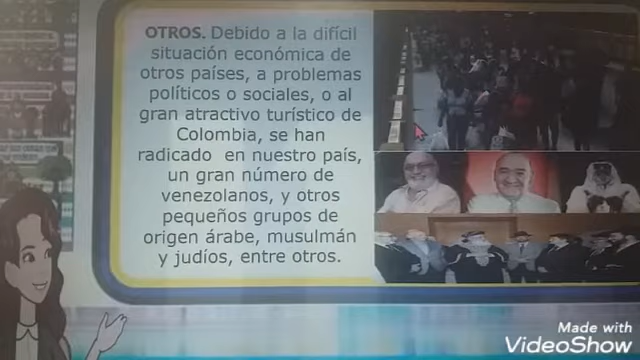 OTROS. Debido a la difícil
situación económica de
otros países, a problemas
políticos o sociales, o al
gran atractivo turístico de
Colombia, se han
radicado en nuestro país,
un gran número de
venezolanos, y otros
pequeños grupos de
origen árabe, musulmán
y judíos, entre otros.
Made with
VideoShow